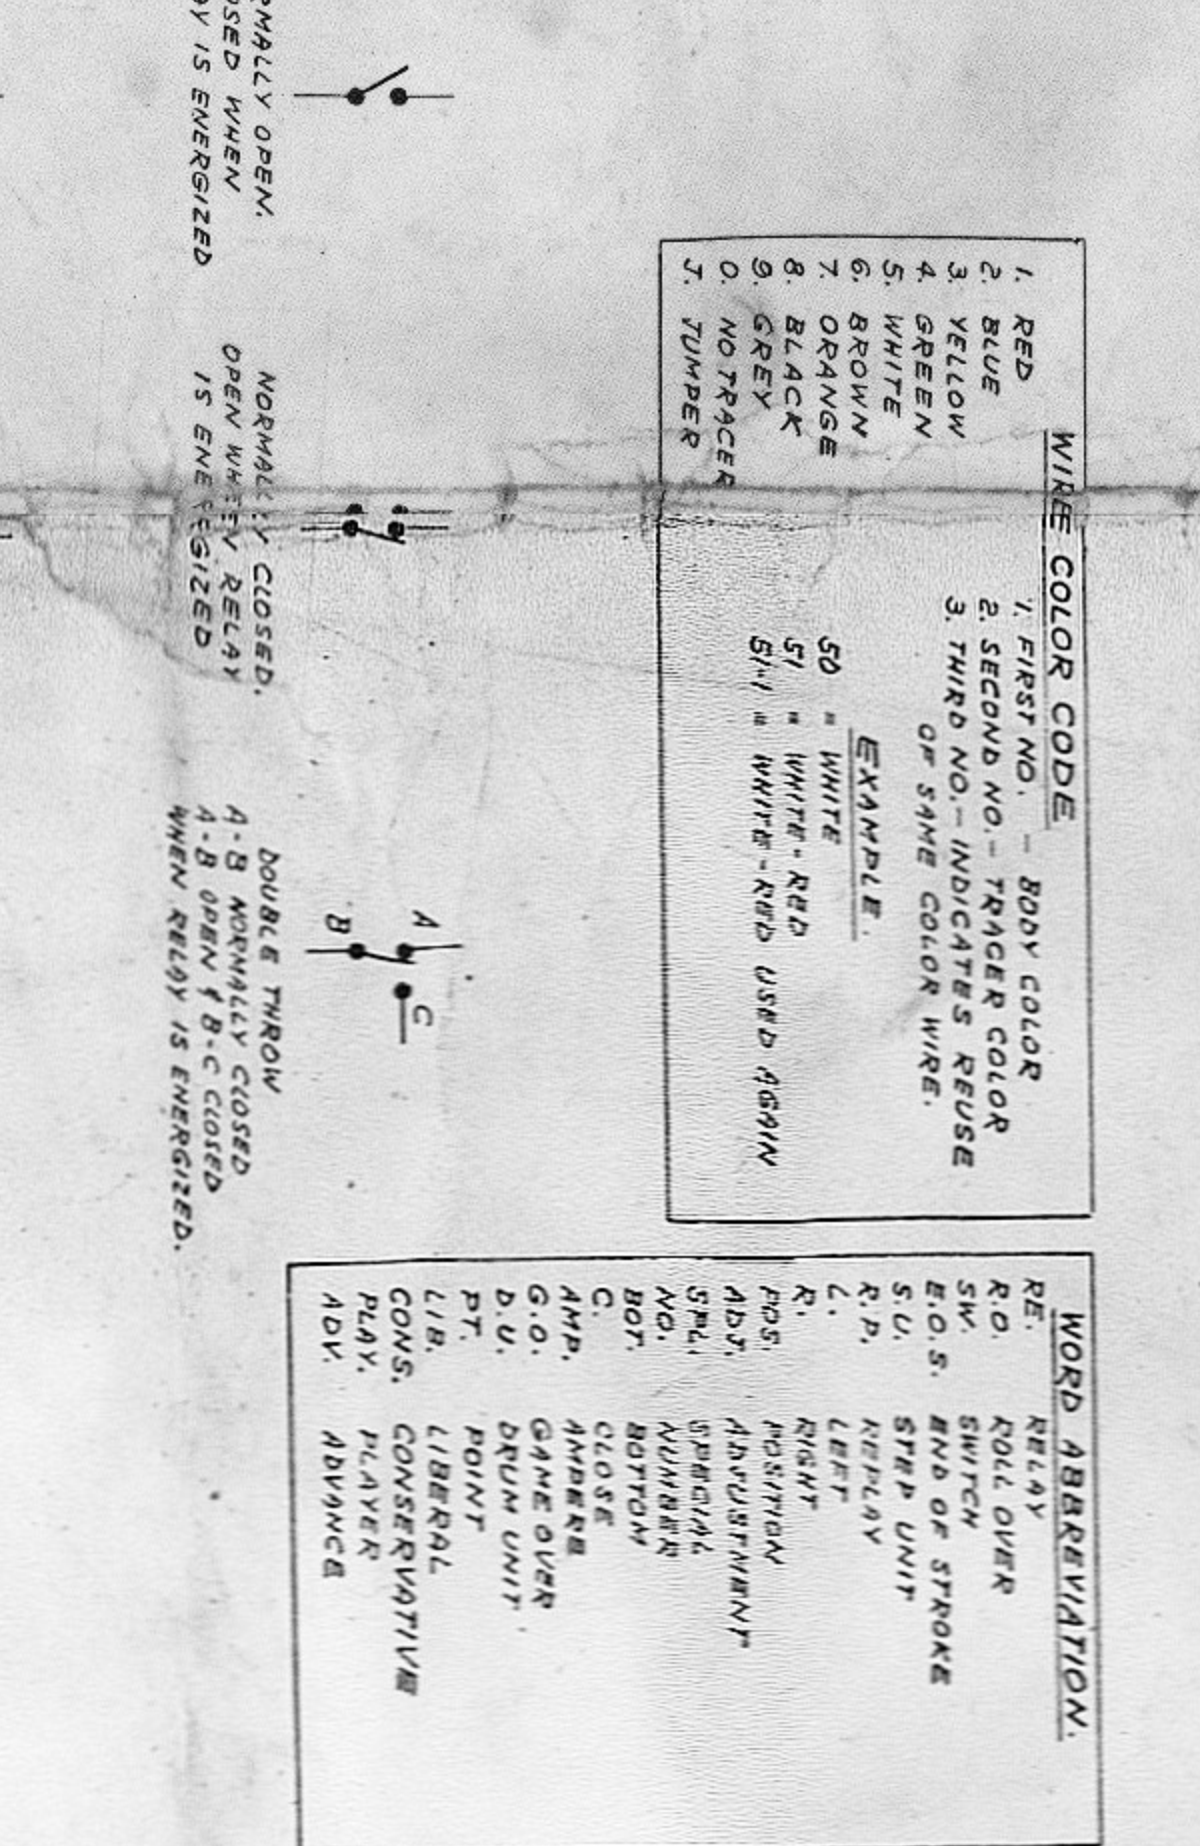 WIRE COLOR CODE
1. RED
2. BLUE
3. YELLOW
4. GREEN
5. WHITE
6. BROWN
7. ORANGE
8. BLACK
9. GREY
0. NO TRACER
J. JUMPER
1. FIRST NO. — BODY COLOR
2. SECOND NO. — TRACER COLOR
3. THIRD NO. — INDICATES REUSE
OF SAME COLOR WIRE.
EXAMPLE.
50 = WHITE
51 = WHITE-RED
51-1 = WHITE-RED USED AGAIN
WORD ABBREVIATION.
RE. RELAY
R.O. ROLL OVER
SW. SWITCH
E.O.S. END OF STROKE
S.U. STEP UNIT
R.P. REPLAY
L. LEFT
R. RIGHT
POS. POSITION
ADJ. ADJUSTMENT
SPL. SPECIAL
NO. NUMBER
BOT. BOTTOM
C. CLOSE
AMP. AMPERE
G.O. GAME OVER
D.U. DRUM UNIT
PT. POINT
LIB. LIBERAL
CONS. CONSERVATIVE
PLAY. PLAYER
ADV. ADVANCE
MALLY OPEN.
SED WHEN
Y IS ENERGIZED
NORMALLY CLOSED.
OPEN WHEN RELAY
IS ENERGIZED
A
C
B
DOUBLE THROW
A-B NORMALLY CLOSED
A-B OPEN & B-C CLOSED
WHEN RELAY IS ENERGIZED.